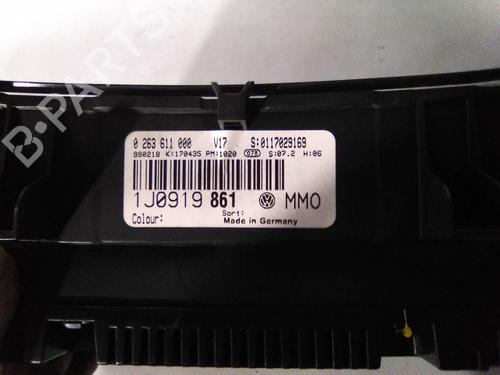 B-PARTS
0 263 611 000 V17 S:0117029169
990218 K:170435 PM:1020 078 S:07.2 H:06
1J0919 861 MMO
Colour: Sort:
Made in Germany